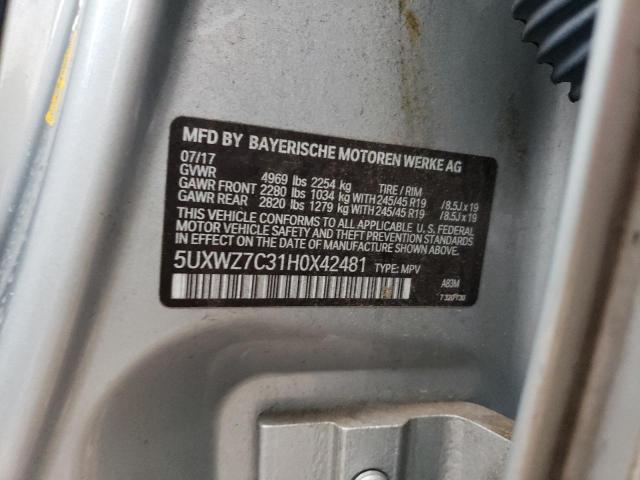 MFD BY BAYERISCHE MOTOREN WERKE AG
07/17
GVWR 4969 lbs 2254 kg TIRE / RIM
GAWR FRONT 2280 lbs 1034 kg WITH 245/45 R19 /8.5J x 19
GAWR REAR 2820 lbs 1279 kg WITH 245/45 R19 /8.5J x 19
THIS VEHICLE CONFORMS TO ALL APPLICABLE U.S. FEDERAL
MOTOR VEHICLE SAFETY STANDARDS IN EFFECT ON THE DATE OF
MANUFACTURE SHOWN ABOVE.
5UXWZ7C31H0X42481 TYPE: MPV
A83M